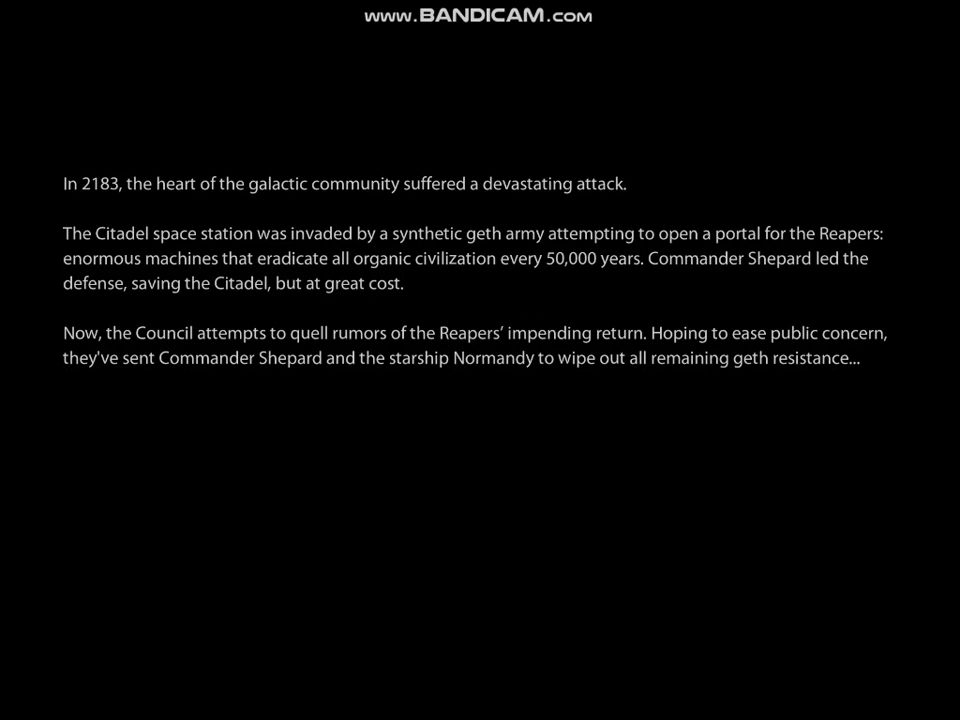 www.BANDICAM.com
In 2183, the heart of the galactic community suffered a devastating attack.
The Citadel space station was invaded by a synthetic geth army attempting to open a portal for the Reapers:
enormous machines that eradicate all organic civilization every 50,000 years. Commander Shepard led the
defense, saving the Citadel, but at great cost.
Now, the Council attempts to quell rumors of the Reapers’ impending return. Hoping to ease public concern,
they've sent Commander Shepard and the starship Normandy to wipe out all remaining geth resistance...